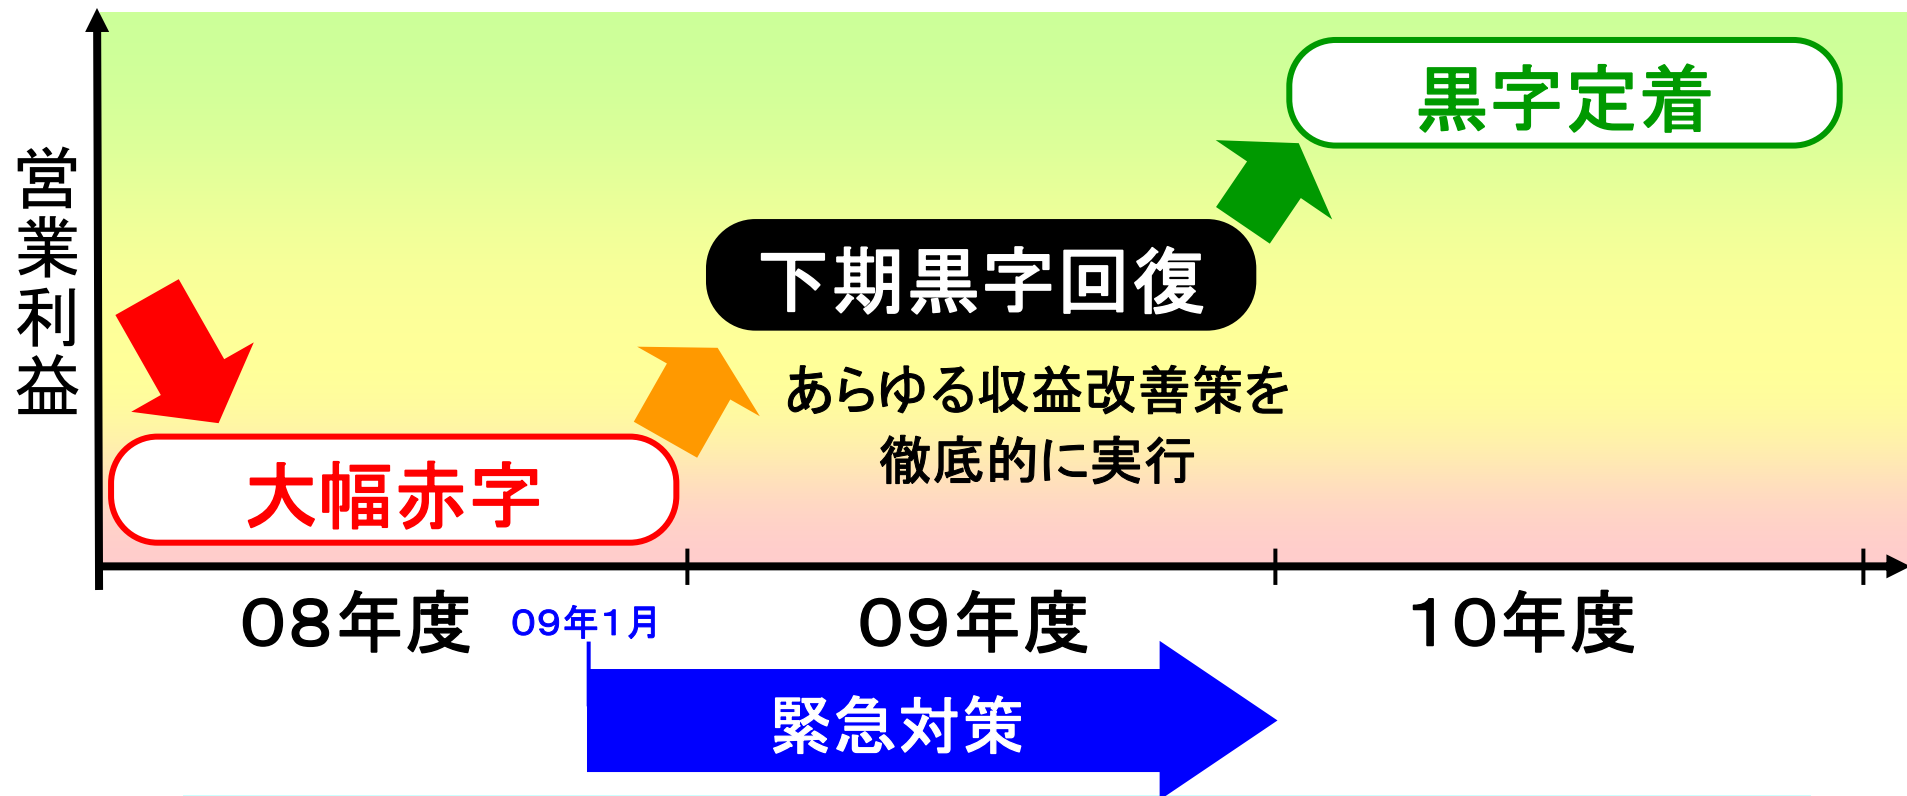 営業利益
黒字定着
下期黒字回復
あらゆる収益改善策を
徹底的に実行
大幅赤字
０８年度
０９年１月
０９年度
１０年度
緊急対策